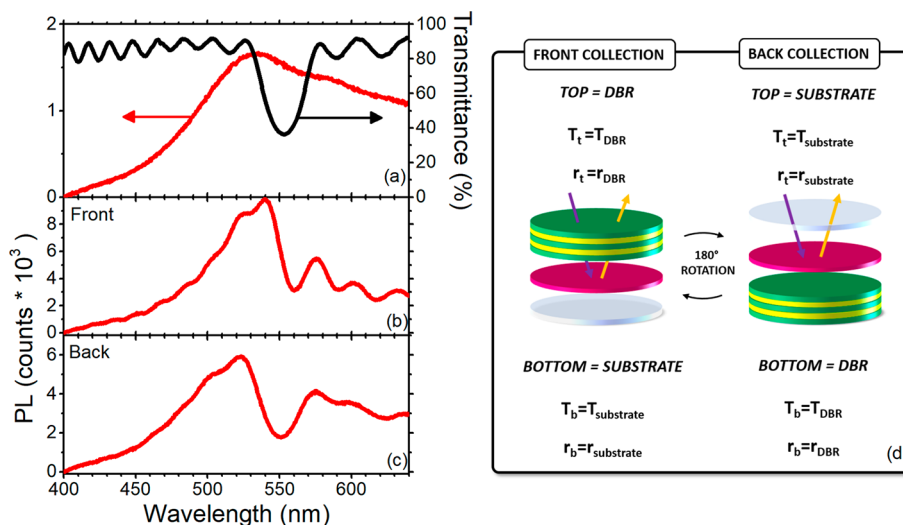 2
1
0
100
80
60
40
20
0
Transmittance (%)
(a)
Front
8
6
4
2
0
(b)
Back
6
4
2
0
(c)
PL (counts * 10³)
400
450
500
550
600
Wavelength (nm)
FRONT COLLECTION
TOP = DBR
Tt=TDBR
rt=rDBR
BOTTOM = SUBSTRATE
Tb=Tsubstrate
rb=rsubstrate
180°
ROTATION
BACK COLLECTION
TOP = SUBSTRATE
Tt=Tsubstrate
rt=rsubstrate
BOTTOM = DBR
Tb=TDBR
rb=rDBR
(d)